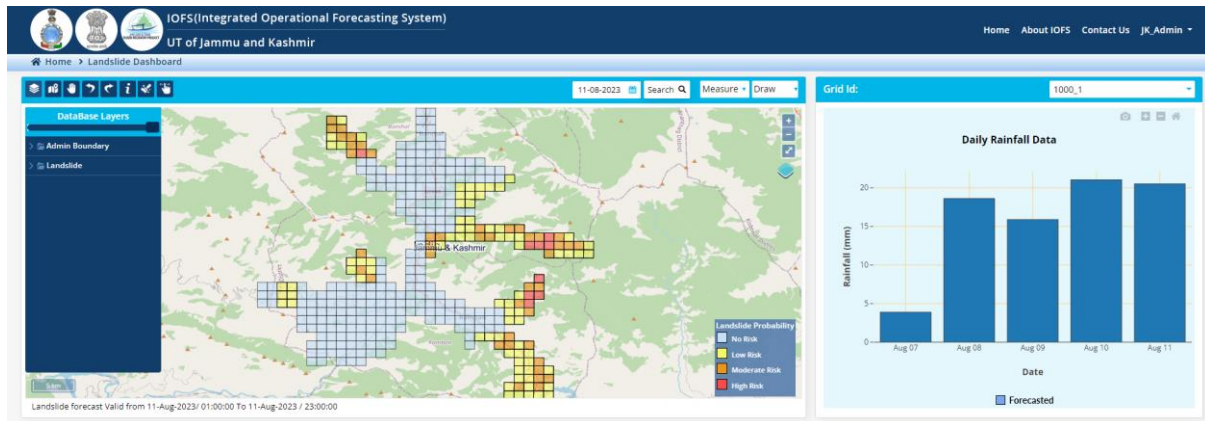 IOFS(Integrated Operational Forecasting System)
UT of Jammu and Kashmir
Home About IOFS Contact Us JK_Admin
Home > Landslide Dashboard
11-08-2023 Search Measure Draw
DataBase Layers
Admin Boundary
Landslide
Jammu & Kashmir
Landslide Probability
No Risk
Low Risk
Moderate Risk
High Risk
5 km
Landslide forecast Valid from 11-Aug-2023/ 01:00:00 To 11-Aug-2023 / 23:00:00
Grid Id: 1000_1
Daily Rainfall Data
Rainfall (mm)
20
15
10
5
0
Aug 07 Aug 08 Aug 09 Aug 10 Aug 11
Date
Forecasted